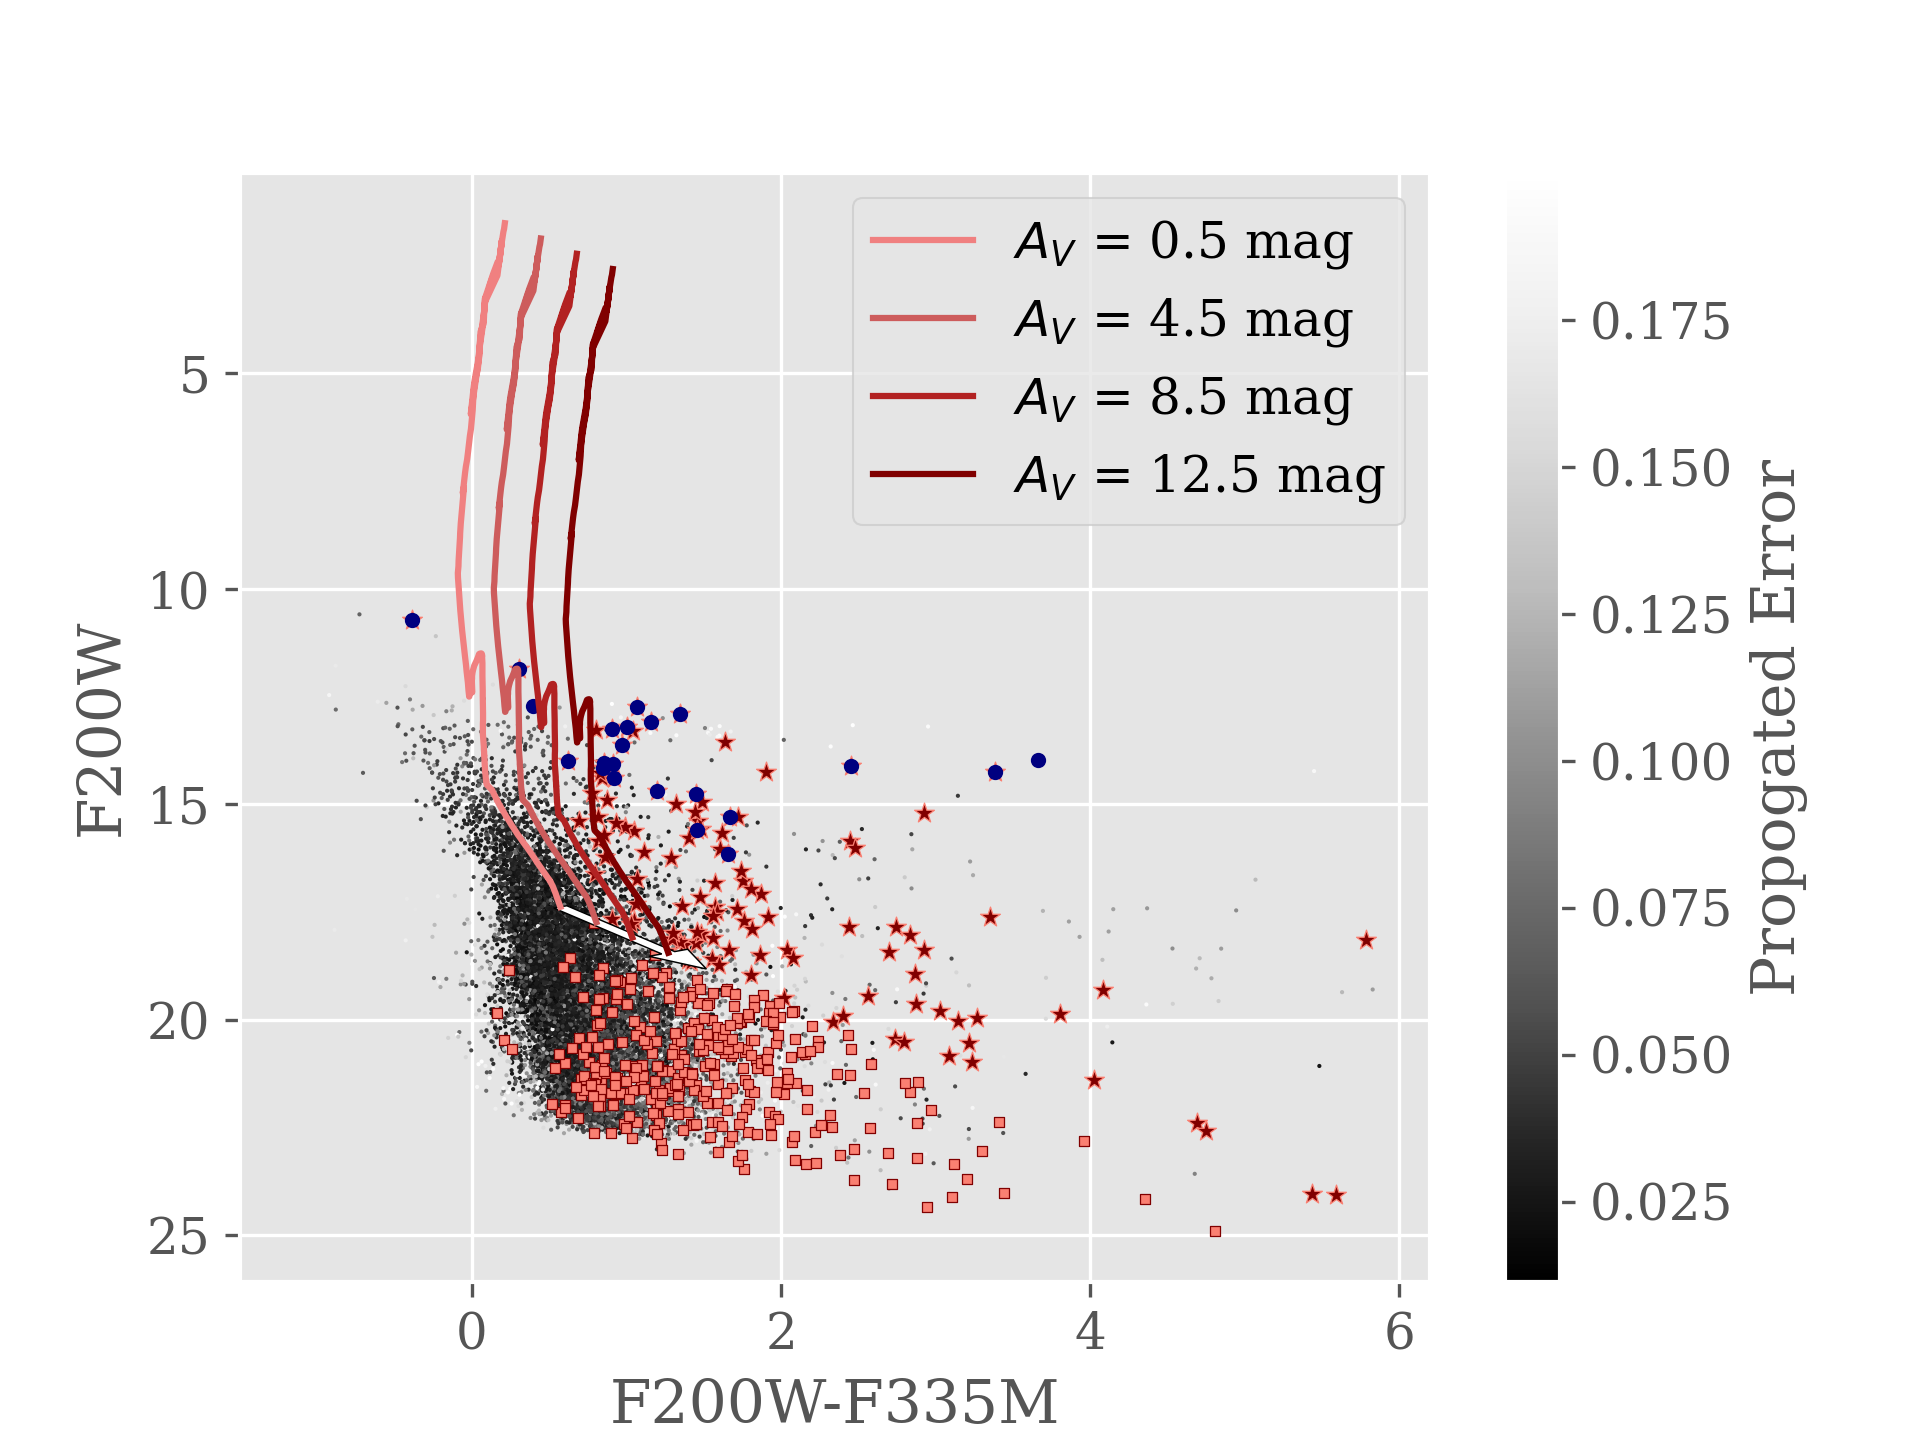 A_V = 0.5 mag
A_V = 4.5 mag
A_V = 8.5 mag
A_V = 12.5 mag
5
10
15
20
25
F200W
0
2
4
6
F200W-F335M
0.175
0.150
0.125
0.100
0.075
0.050
0.025
Propogated Error